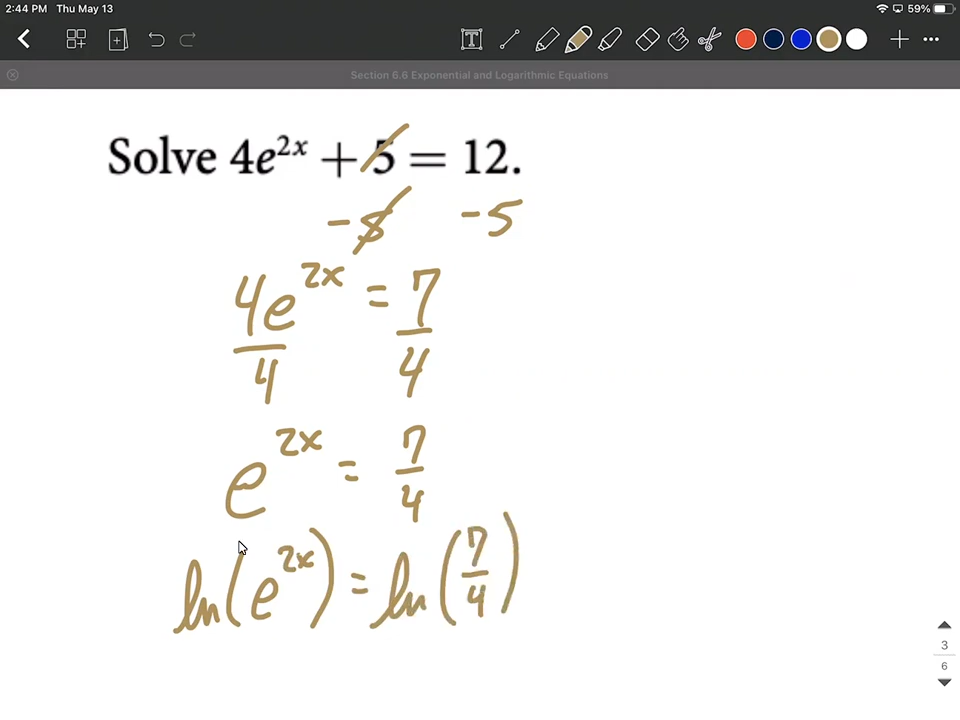 2:44 PM Thu May 13 59%
Section 6.6 Exponential and Logarithmic Equations
Solve 4e^{2x} + 5 = 12.
-5 -5
4e^{2x}/4 = 7/4
e^{2x} = 7/4
ln(e^{2x}) = ln(7/4)
3
6